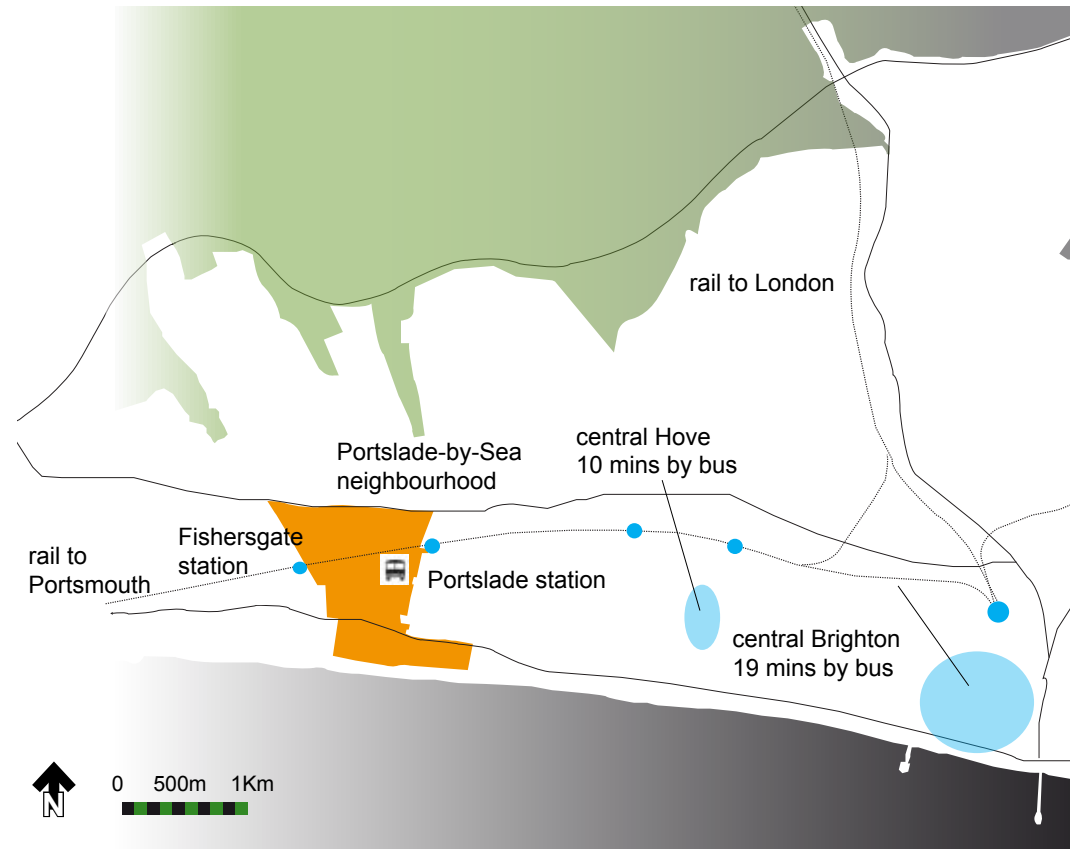 rail to London
central Hove
10 mins by bus
Portslade-by-Sea
neighbourhood
Fishersgate
station
rail to
Portsmouth
Portslade station
central Brighton
19 mins by bus
0 500m 1Km
N